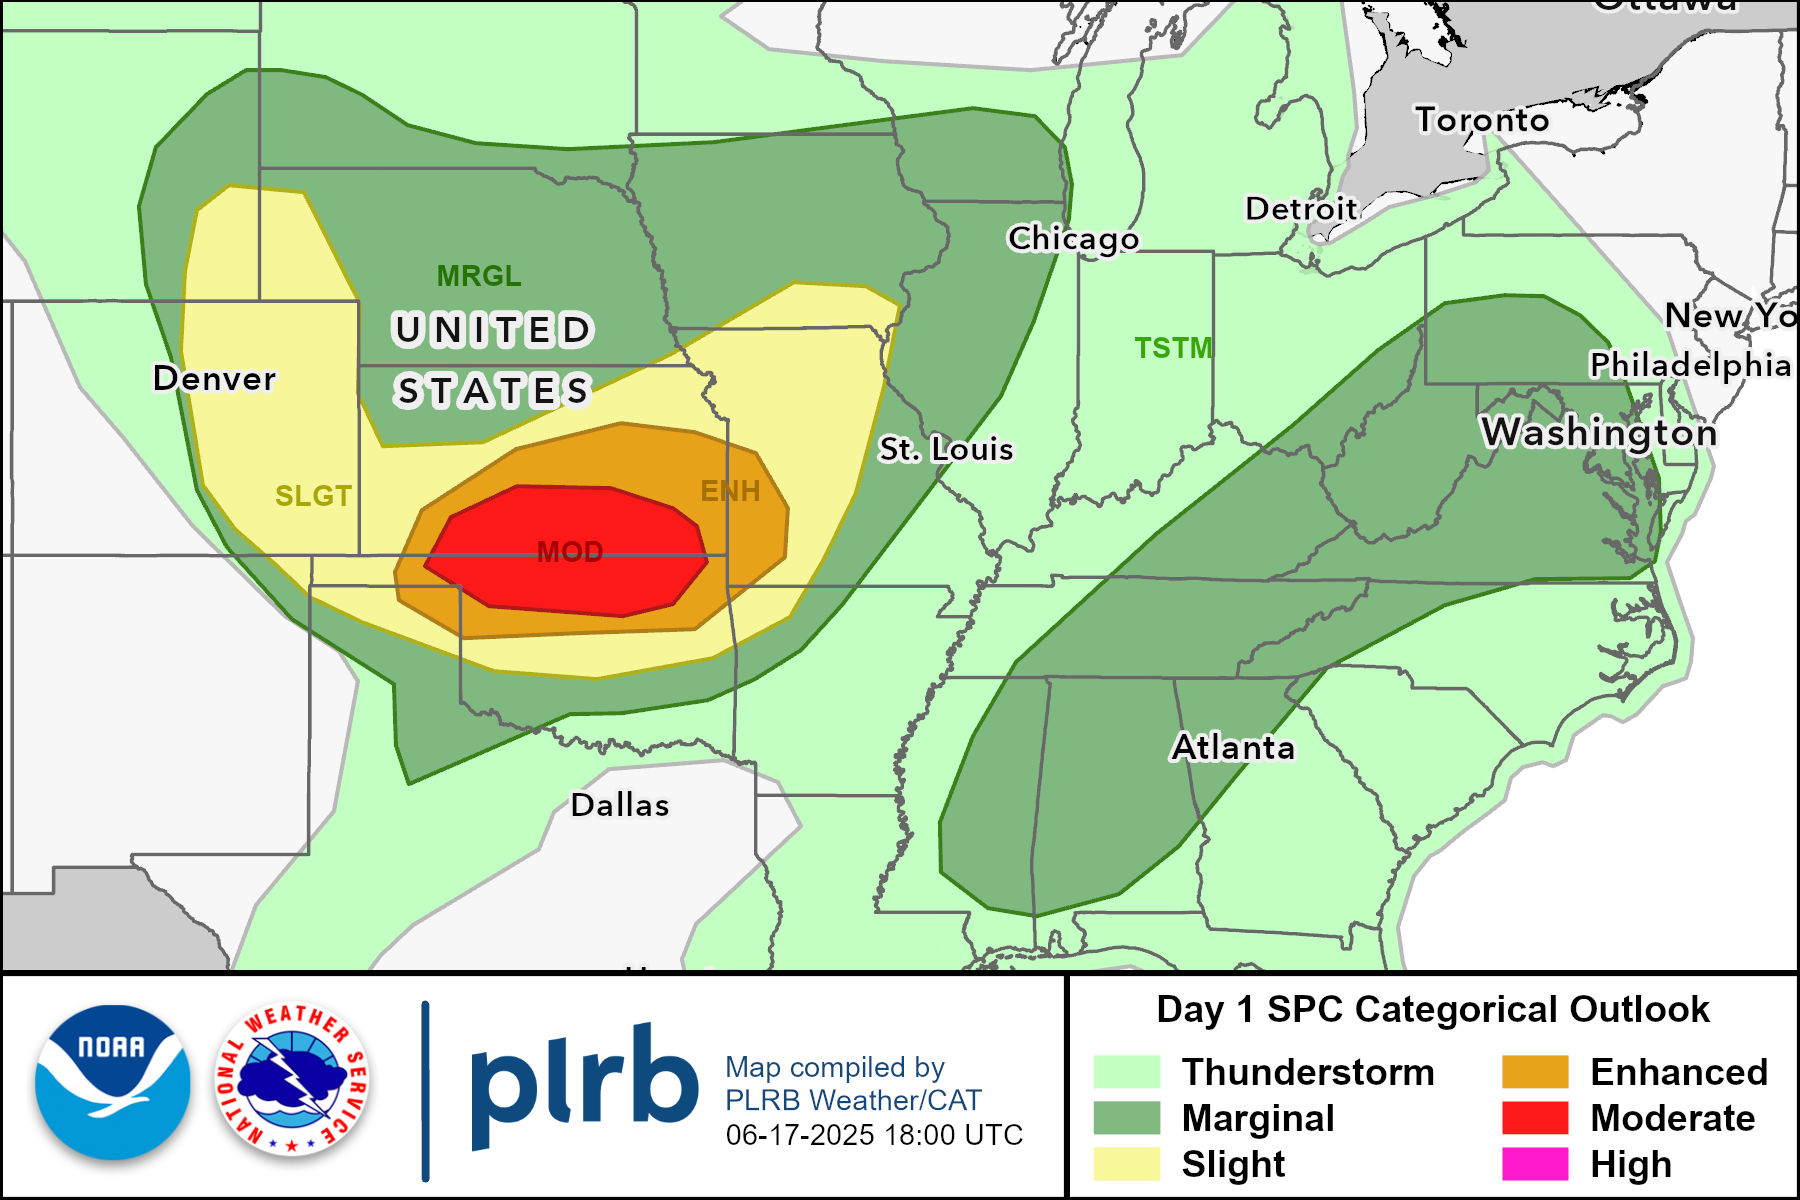 Ottawa
Toronto
Detroit
Chicago
MRGL
UNITED
New Yo
TSTM
Philadelphia
Denver
STATES
Washington
St. Louis
SLGT
ENH
MOD
Atlanta
Dallas
NOAA
NATIONAL WEATHER SERVICE
plrb
Map compiled by
PLRB Weather/CAT
06-17-2025 18:00 UTC
Day 1 SPC Categorical Outlook
Thunderstorm
Enhanced
Marginal
Moderate
Slight
High